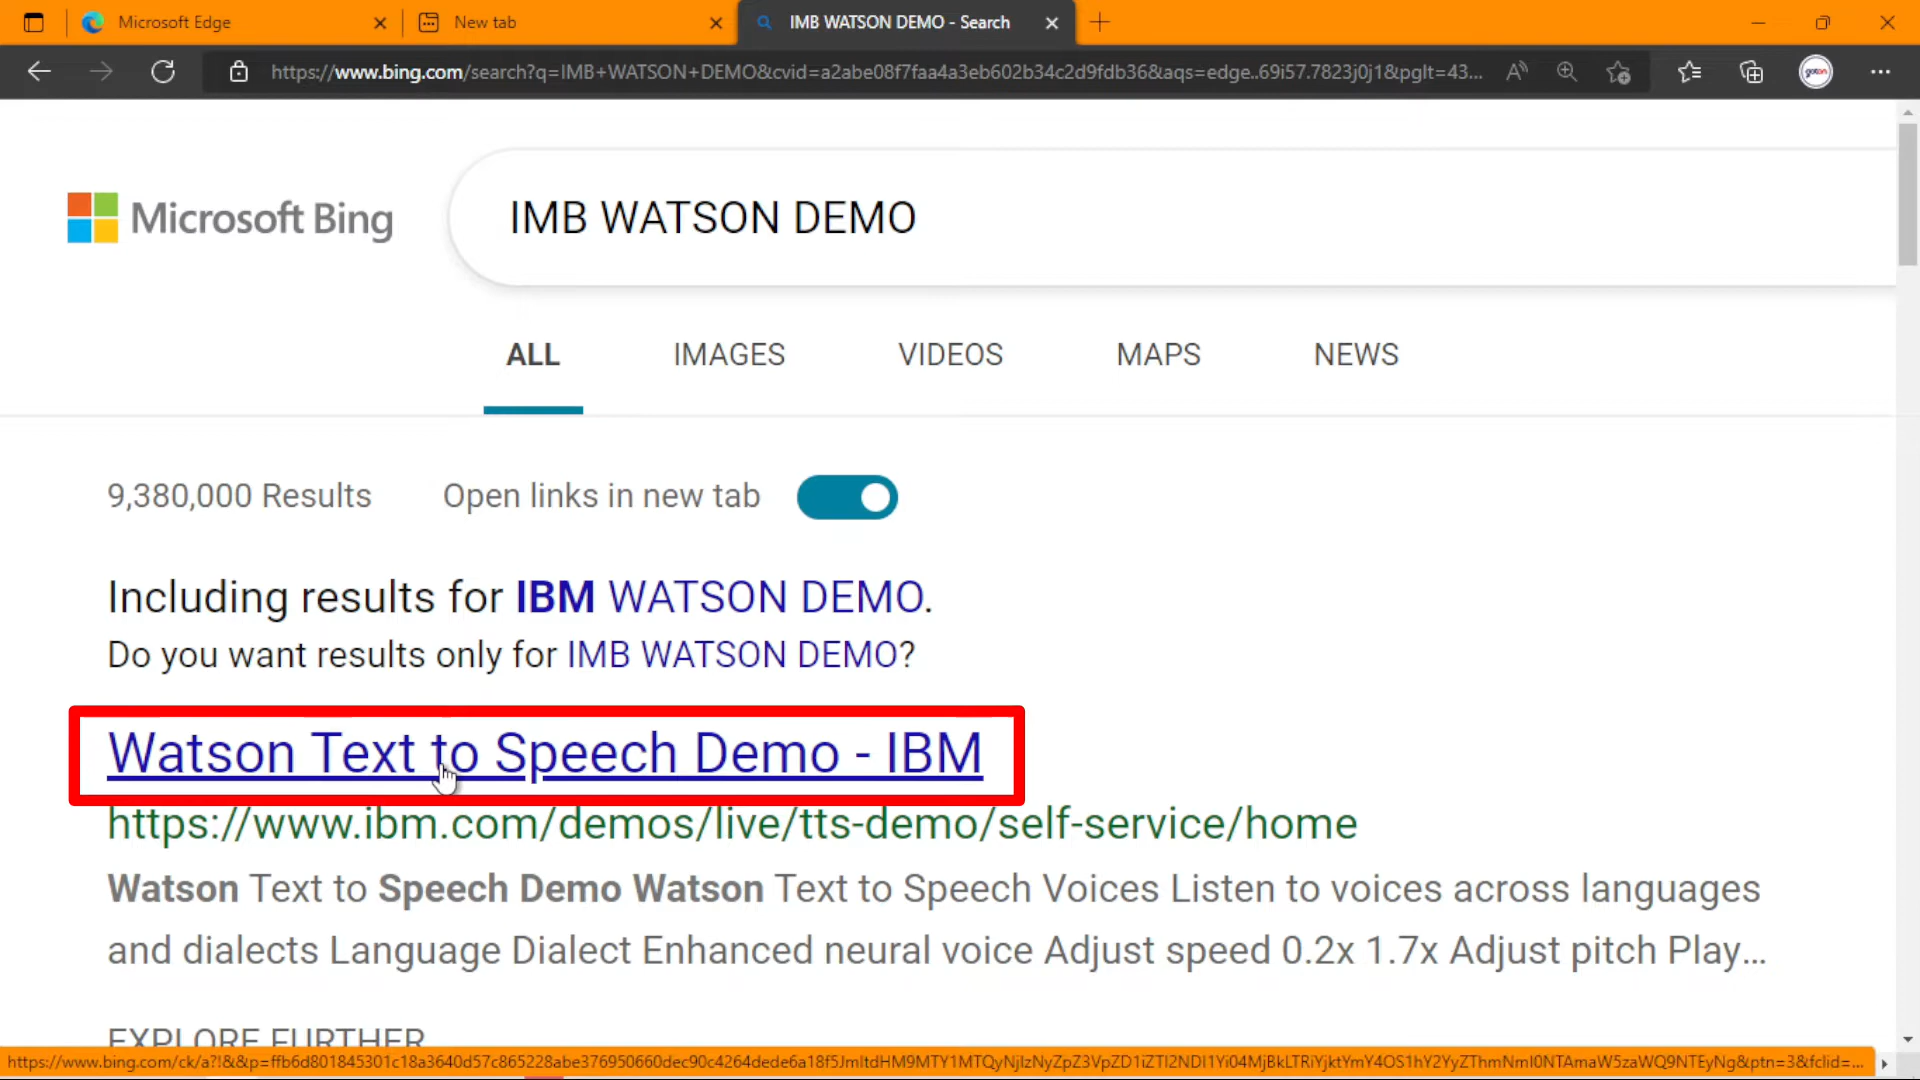 Microsoft Edge
New tab
IMB WATSON DEMO - Search
https://www.bing.com/search?q=IMB+WATSON+DEMO&cvid=a2abe08f7faa4a3eb602b34c2d9fdb36&aqs=edge..69i57.7823j0j1&pglt=43...
goton
Microsoft Bing
IMB WATSON DEMO
ALL
IMAGES
VIDEOS
MAPS
NEWS
9,380,000 Results
Open links in new tab
Including results for IBM WATSON DEMO.
Do you want results only for IMB WATSON DEMO?
Watson Text to Speech Demo - IBM
https://www.ibm.com/demos/live/tts-demo/self-service/home
Watson Text to Speech Demo Watson Text to Speech Voices Listen to voices across languages
and dialects Language Dialect Enhanced neural voice Adjust speed 0.2x 1.7x Adjust pitch Play...
EXPLORE FURTHER